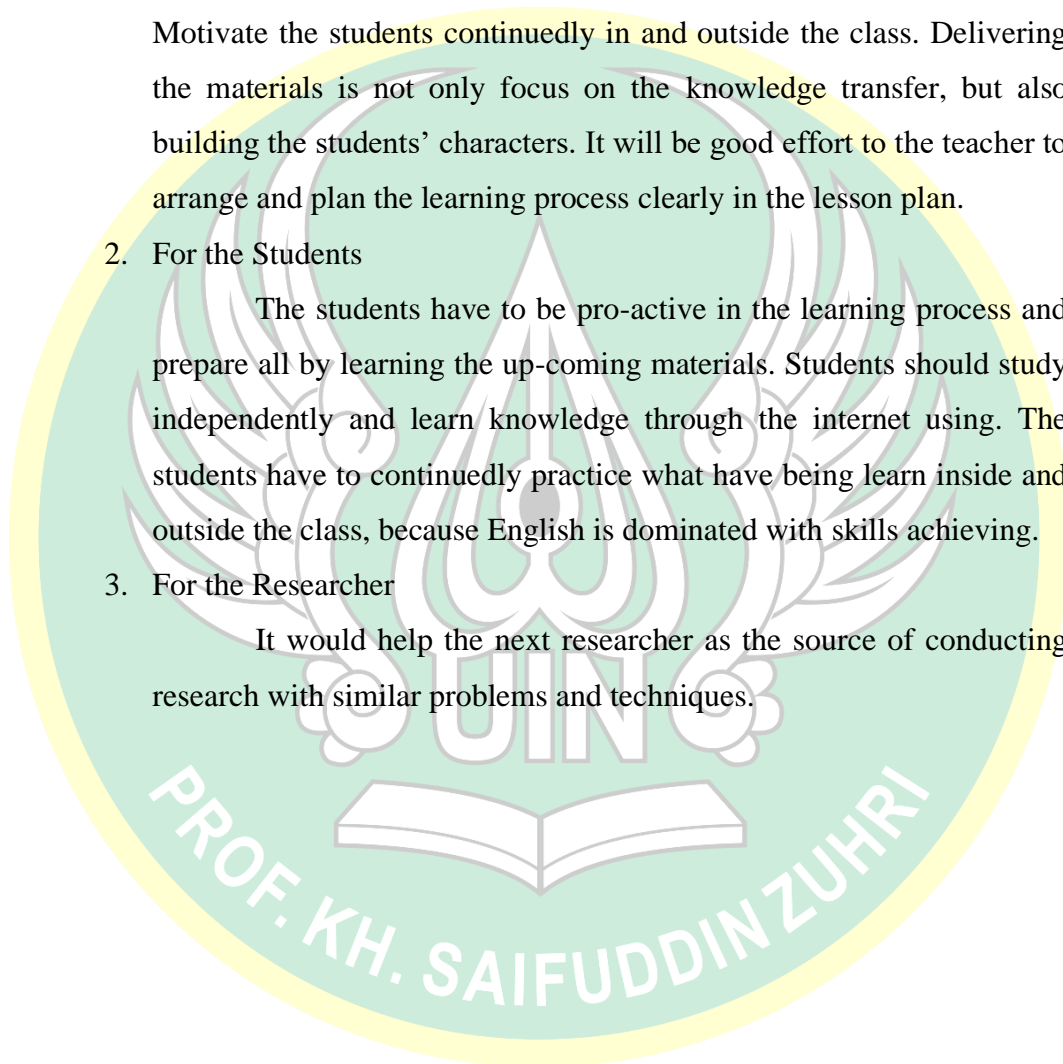 Motivate the students continuedly in and outside the class. Delivering
the materials is not only focus on the knowledge transfer, but also
building the students’ characters. It will be good effort to the teacher to
arrange and plan the learning process clearly in the lesson plan.
2. For the Students
The students have to be pro-active in the learning process and
prepare all by learning the up-coming materials. Students should study
independently and learn knowledge through the internet using. The
students have to continuedly practice what have being learn inside and
outside the class, because English is dominated with skills achieving.
3. For the Researcher
It would help the next researcher as the source of conducting
research with similar problems and techniques.
UIN
PROF. KH. SAIFUDDIN ZUHRI